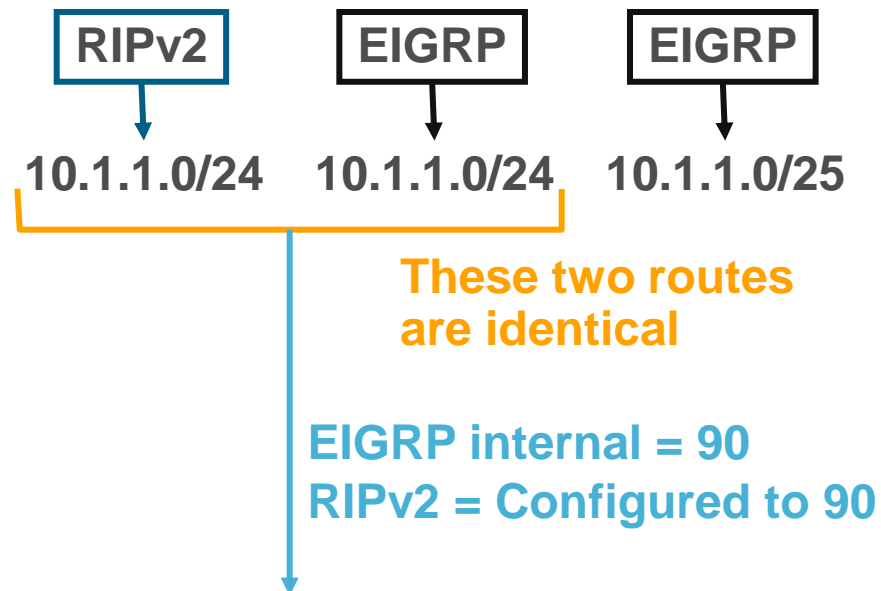 RIPv2 EIGRP EIGRP
10.1.1.0/24 10.1.1.0/24 10.1.1.0/25
These two routes
are identical
EIGRP internal = 90
RIPv2 = Configured to 90